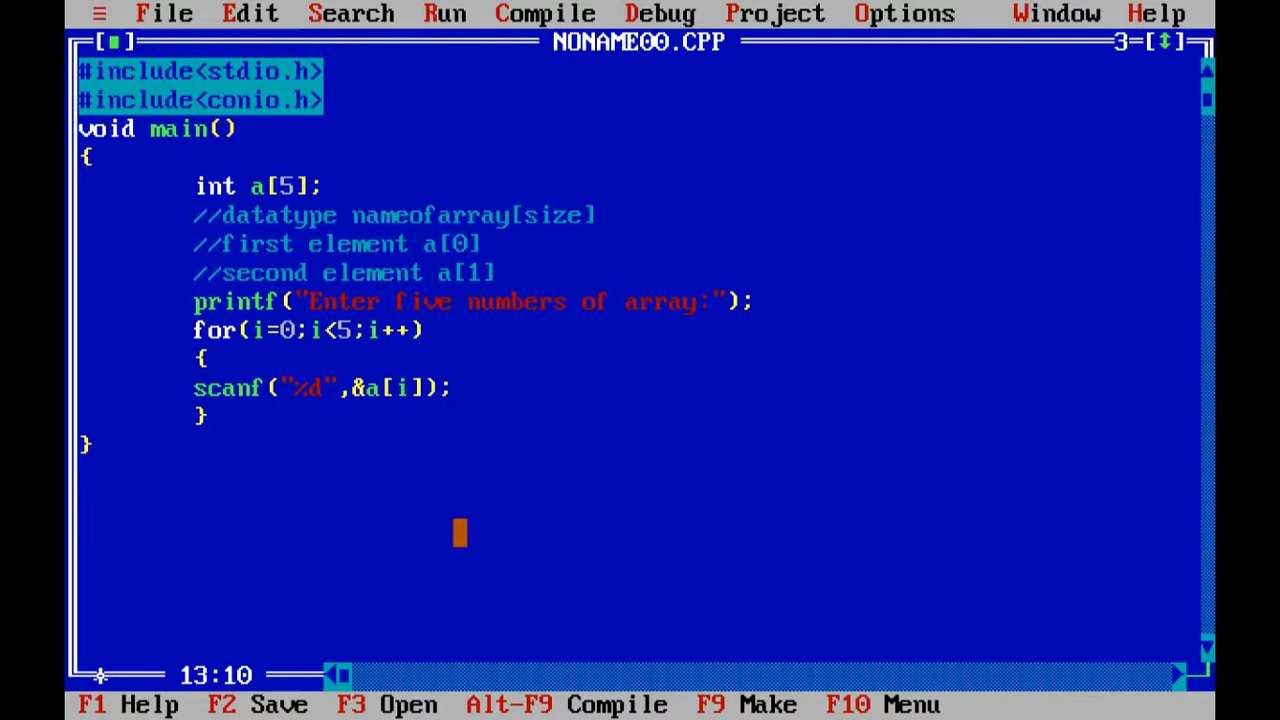 ≡ File Edit Search Run Compile Debug Project Options Window Help
[■] NONAME00.CPP 3=[↕]
#include<stdio.h>
#include<conio.h>
void main()
{
int a[5];
//datatype nameofarray[size]
//first element a[0]
//second element a[1]
printf("Enter five numbers of array:");
for(i=0;i<5;i++)
{
scanf("%d",&a[i]);
}
}
13:10
F1 Help F2 Save F3 Open Alt-F9 Compile F9 Make F10 Menu